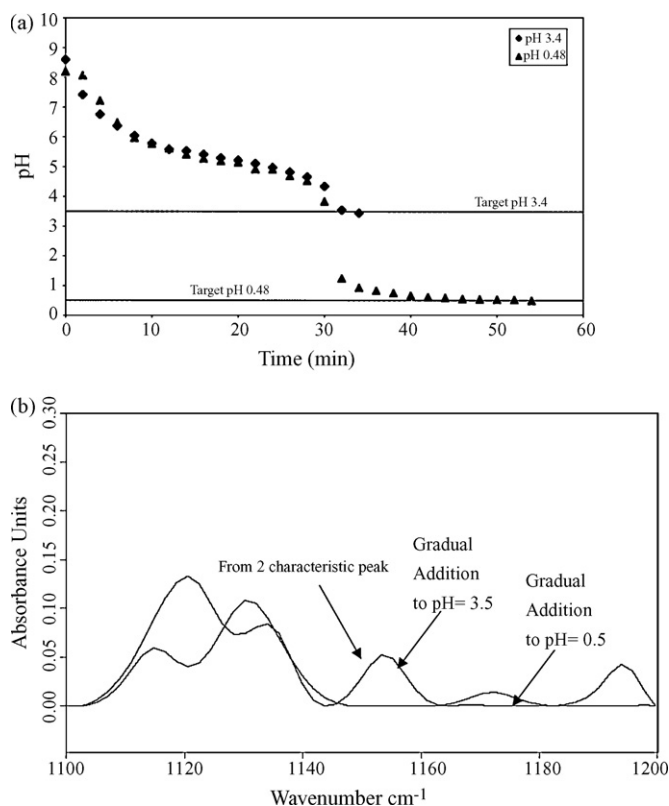 (a)
10
9
8
7
6
5
4
3
2
1
0
pH
pH 3.4
pH 0.48
Target pH 3.4
Target pH 0.48
0 10 20 30 40 50 60
Time (min)
(b)
0.30
0.25
0.20
0.15
0.10
0.05
0.00
Absorbance Units
From 2 characteristic peak
Gradual
Addition
to pH= 3.5
Gradual
Addition
to pH= 0.5
1100 1120 1140 1160 1180 1200
Wavenumber cm-1